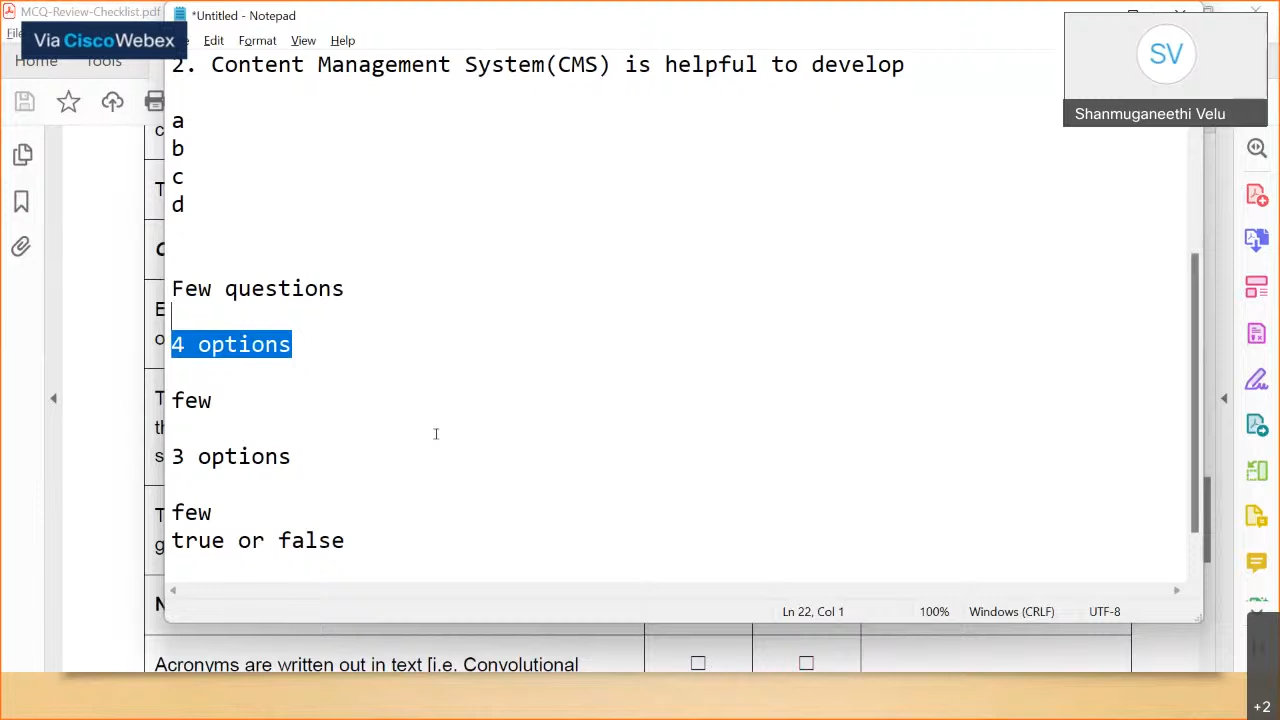 MCQ-Review-Checklist.pdf
*Untitled - Notepad
Via Cisco Webex
Edit Format View Help
Home Tools
2. Content Management System(CMS) is helpful to develop
a
b
c
d
Few questions
4 options
few
3 options
few
true or false
Ln 22, Col 1
100%
Windows (CRLF)
UTF-8
Acronyms are written out in text [i.e. Convolutional
SV
Shanmuganeethi Velu
+2